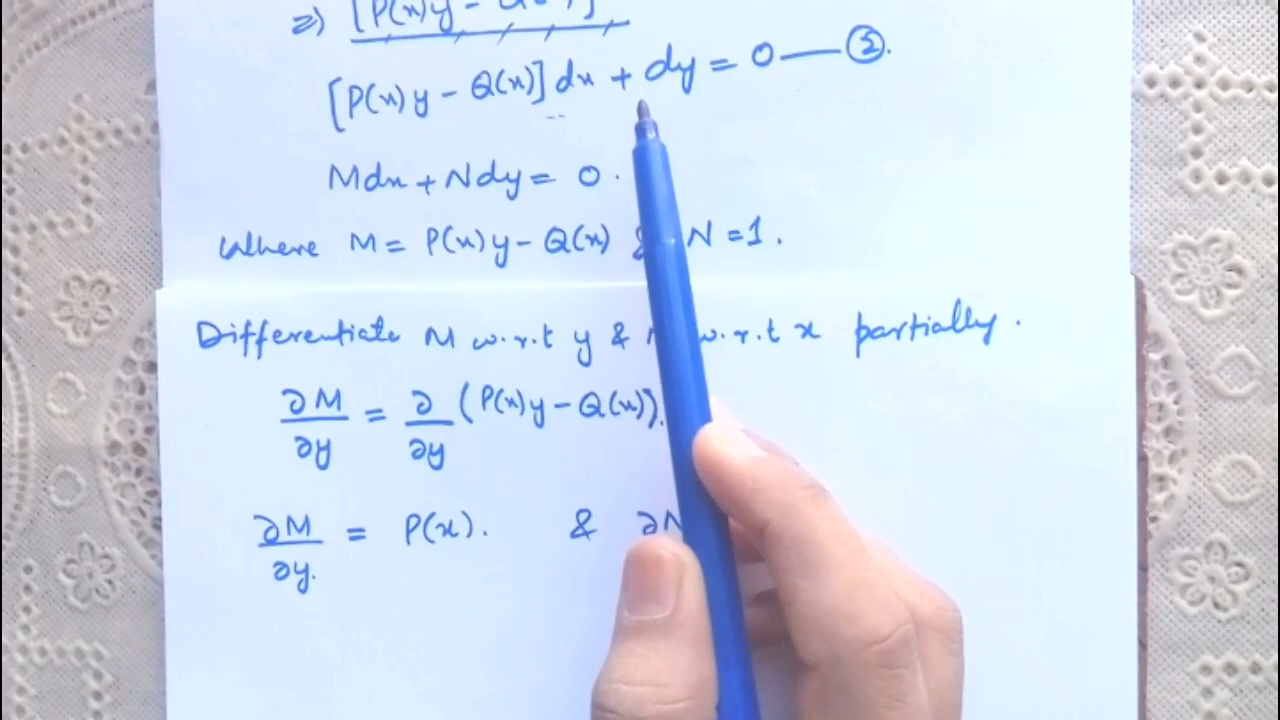 ⇒ [P(x)y -
[P(x)y - Q(x)] dx + dy = 0 — ②.
Mdx + Ndy = 0.
Where M = P(x)y - Q(x) & N = 1.
Differentiate M w.r.t y & w.r.t x partially.
∂M/∂y = ∂/∂y (P(x)y - Q(x)).
∂M/∂y. = P(x). & ∂N